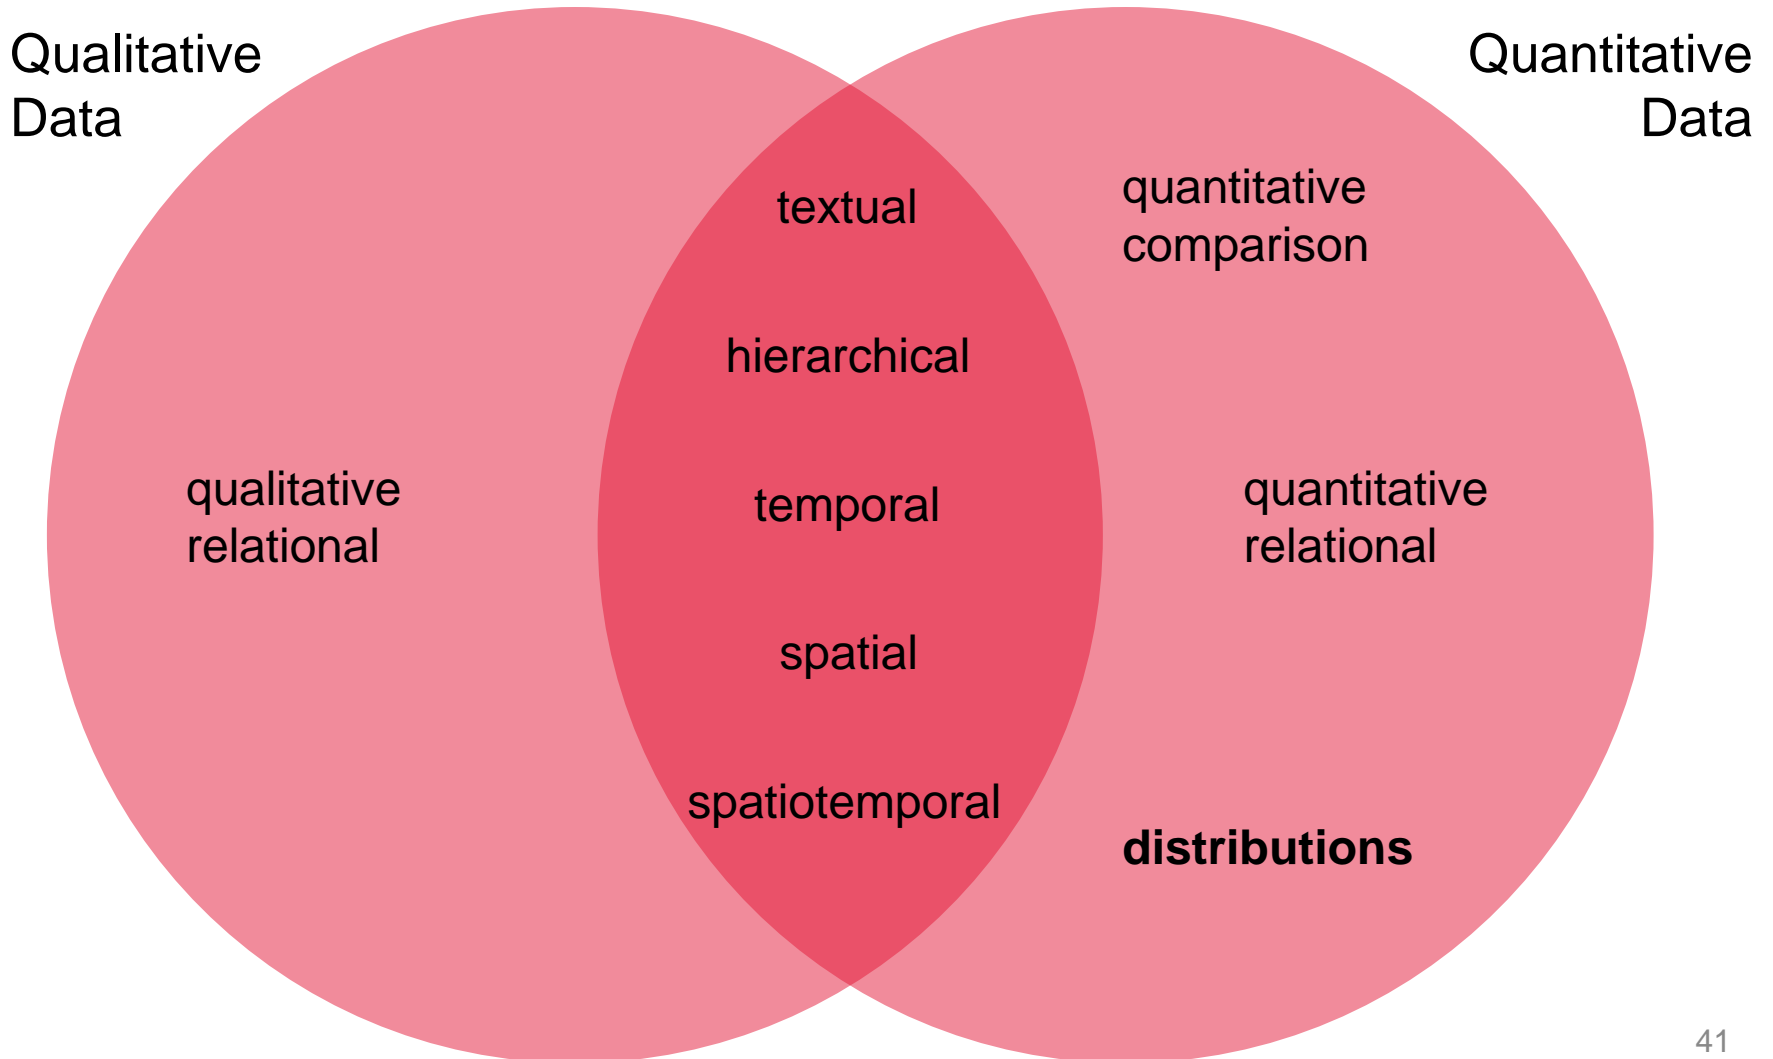 Qualitative
Data
Quantitative
Data
textual
hierarchical
temporal
spatial
spatiotemporal
qualitative
relational
quantitative
comparison
quantitative
relational
distributions
41